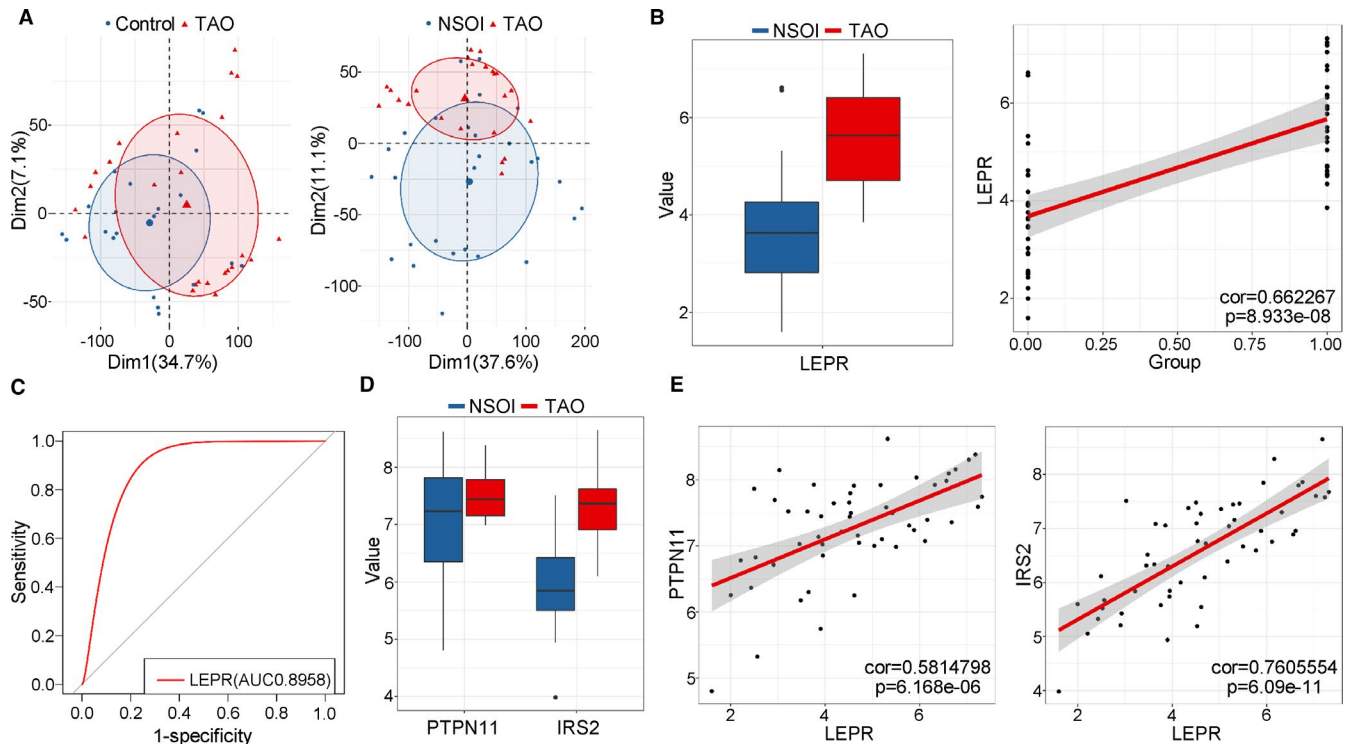 A
Control TAO
Dim2(7.1%)
50
0
-50
-100 0 100
Dim1(34.7%)
NSOI TAO
Dim2(11.1%)
50
0
-50
-100
-100 0 100 200
Dim1(37.6%)
B
NSOI TAO
Value
6
4
2
LEPR
LEPR
6
4
2
cor=0.662267
p=8.933e-08
0.00 0.25 0.50 0.75 1.00
Group
C
Sensitivity
1.0
0.8
0.6
0.4
0.2
0.0
LEPR(AUC0.8958)
0.0 0.2 0.4 0.6 0.8 1.0
1-specificity
D
NSOI TAO
Value
8
7
6
5
4
PTPN11 IRS2
E
PTPN11
8
7
6
5
cor=0.5814798
p=6.168e-06
2 4 6
LEPR
IRS2
8
7
6
5
4
cor=0.7605554
p=6.09e-11
2 4 6
LEPR